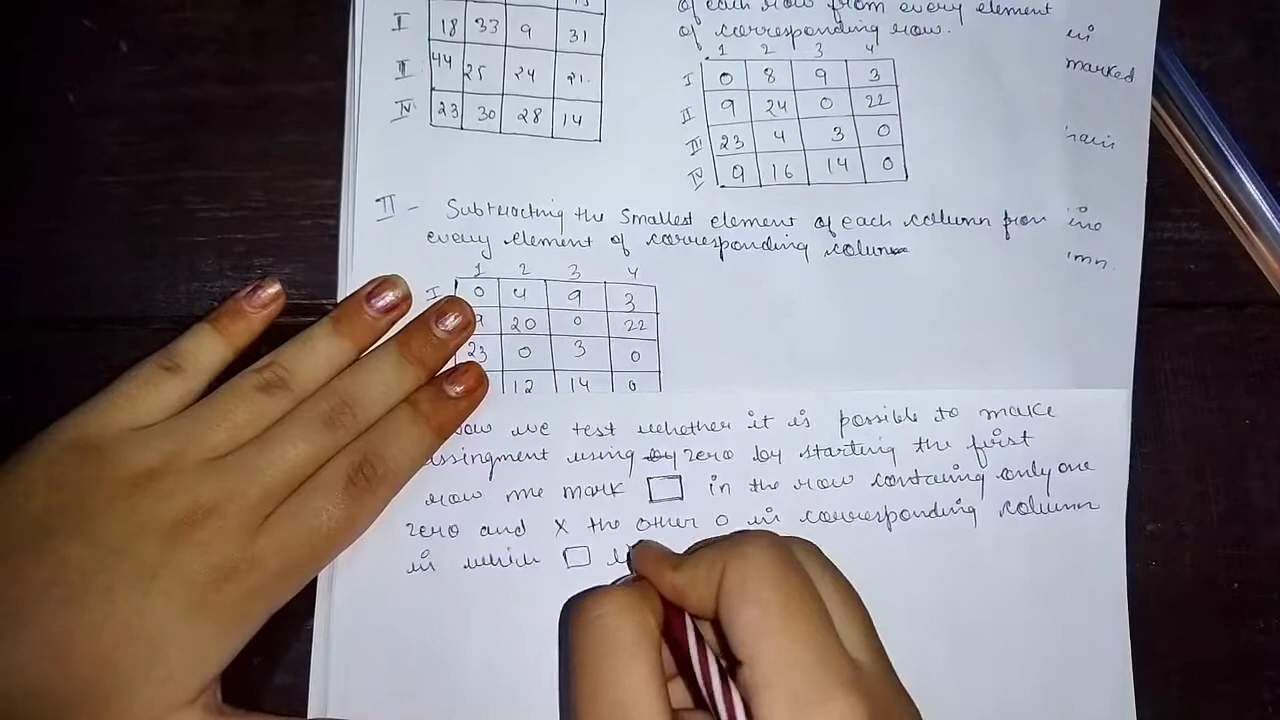 I 18 33 9 31
II 44 25 24 21
IV 23 30 28 14
of each row from every element
of corresponding row.
1 2 3 4
I 0 8 9 3
II 9 24 0 22
III 23 4 3 0
IV 9 16 14 0
in
marked
II - Subtracting the smallest element of each column from
every element of corresponding column
1 2 3 4
I 0 4 9 3
9 20 0 22
23 0 3 0
12 14 0
now we test whether it is possible to make
assingment using zero by starting the first
row we mark □ in the row containg only one
zero and X the other 0 in corresponding column
in which □